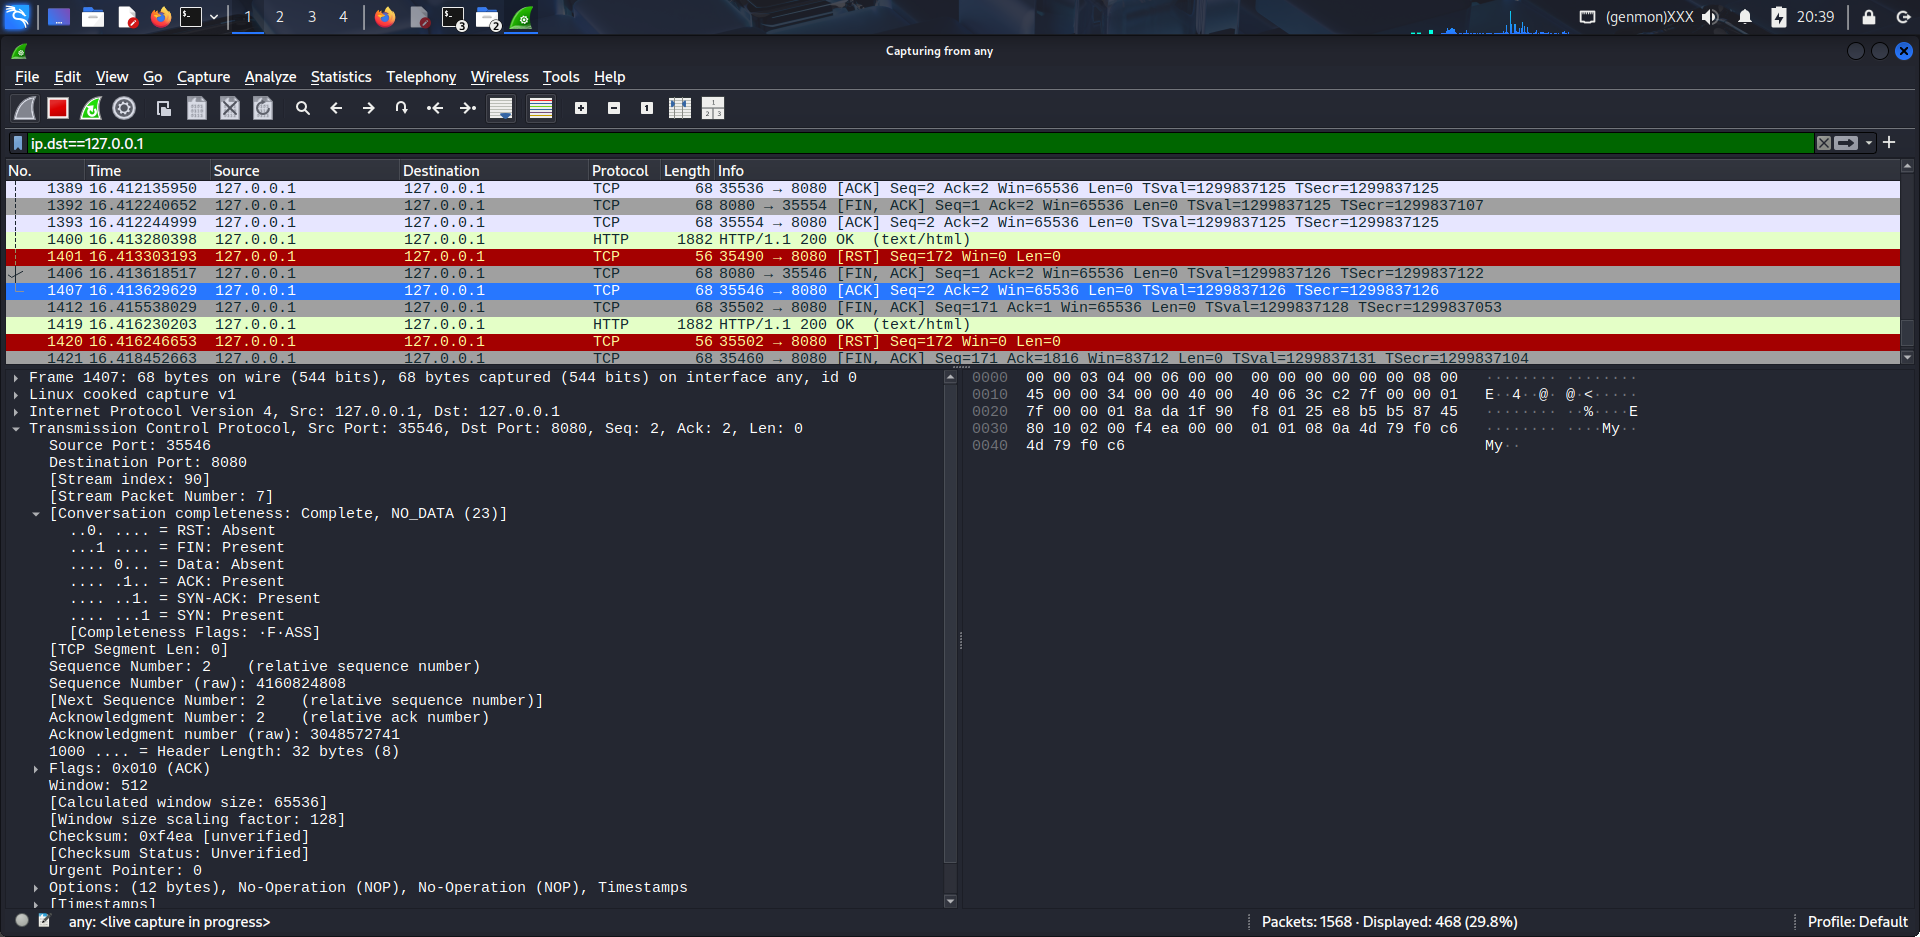 1 2 3 4 3 2 (genmon)XXX 20:39
Capturing from any
File Edit View Go Capture Analyze Statistics Telephony Wireless Tools Help
ip.dst==127.0.0.1
No. Time Source Destination Protocol Length Info
1389 16.412135950 127.0.0.1 127.0.0.1 TCP 68 35536 → 8080 [ACK] Seq=2 Ack=2 Win=65536 Len=0 TSval=1299837125 TSecr=1299837125
1392 16.412240652 127.0.0.1 127.0.0.1 TCP 68 8080 → 35554 [FIN, ACK] Seq=1 Ack=2 Win=65536 Len=0 TSval=1299837125 TSecr=1299837107
1393 16.412244999 127.0.0.1 127.0.0.1 TCP 68 35554 → 8080 [ACK] Seq=2 Ack=2 Win=65536 Len=0 TSval=1299837125 TSecr=1299837125
1400 16.413280398 127.0.0.1 127.0.0.1 HTTP 1882 HTTP/1.1 200 OK (text/html)
1401 16.413303193 127.0.0.1 127.0.0.1 TCP 56 35490 → 8080 [RST] Seq=172 Win=0 Len=0
1406 16.413618517 127.0.0.1 127.0.0.1 TCP 68 8080 → 35546 [FIN, ACK] Seq=1 Ack=2 Win=65536 Len=0 TSval=1299837126 TSecr=1299837122
1407 16.413629629 127.0.0.1 127.0.0.1 TCP 68 35546 → 8080 [ACK] Seq=2 Ack=2 Win=65536 Len=0 TSval=1299837126 TSecr=1299837126
1412 16.415538029 127.0.0.1 127.0.0.1 TCP 68 35502 → 8080 [FIN, ACK] Seq=171 Ack=1 Win=65536 Len=0 TSval=1299837128 TSecr=1299837053
1419 16.416230203 127.0.0.1 127.0.0.1 HTTP 1882 HTTP/1.1 200 OK (text/html)
1420 16.416246653 127.0.0.1 127.0.0.1 TCP 56 35502 → 8080 [RST] Seq=172 Win=0 Len=0
1421 16.418452663 127.0.0.1 127.0.0.1 TCP 68 35460 → 8080 [FIN, ACK] Seq=171 Ack=1816 Win=83712 Len=0 TSval=1299837131 TSecr=1299837104
Frame 1407: 68 bytes on wire (544 bits), 68 bytes captured (544 bits) on interface any, id 0
Linux cooked capture v1
Internet Protocol Version 4, Src: 127.0.0.1, Dst: 127.0.0.1
Transmission Control Protocol, Src Port: 35546, Dst Port: 8080, Seq: 2, Ack: 2, Len: 0
Source Port: 35546
Destination Port: 8080
[Stream index: 90]
[Stream Packet Number: 7]
[Conversation completeness: Complete, NO_DATA (23)]
..0. .... = RST: Absent
...1 .... = FIN: Present
.... 0... = Data: Absent
.... .1.. = ACK: Present
.... ..1. = SYN-ACK: Present
.... ...1 = SYN: Present
[Completeness Flags: ·F·ASS]
[TCP Segment Len: 0]
Sequence Number: 2 (relative sequence number)
Sequence Number (raw): 4160824808
[Next Sequence Number: 2 (relative sequence number)]
Acknowledgment Number: 2 (relative ack number)
Acknowledgment number (raw): 3048572741
1000 .... = Header Length: 32 bytes (8)
Flags: 0x010 (ACK)
Window: 512
[Calculated window size: 65536]
[Window size scaling factor: 128]
Checksum: 0xf4ea [unverified]
[Checksum Status: Unverified]
Urgent Pointer: 0
Options: (12 bytes), No-Operation (NOP), No-Operation (NOP), Timestamps
[Timestamps]
0000 00 00 03 04 00 06 00 00 00 00 00 00 00 00 08 00 ········ ········
0010 45 00 00 34 00 00 40 00 40 06 3c c2 7f 00 00 01 E··4··@· @·<·····
0020 7f 00 00 01 8a da 1f 90 f8 01 25 e8 b5 b5 87 45 ········ ··%····E
0030 80 10 02 00 f4 ea 00 00 01 01 08 0a 4d 79 f0 c6 ········ ····My··
0040 4d 79 f0 c6 My··
any: <live capture in progress> Packets: 1568 · Displayed: 468 (29.8%) Profile: Default